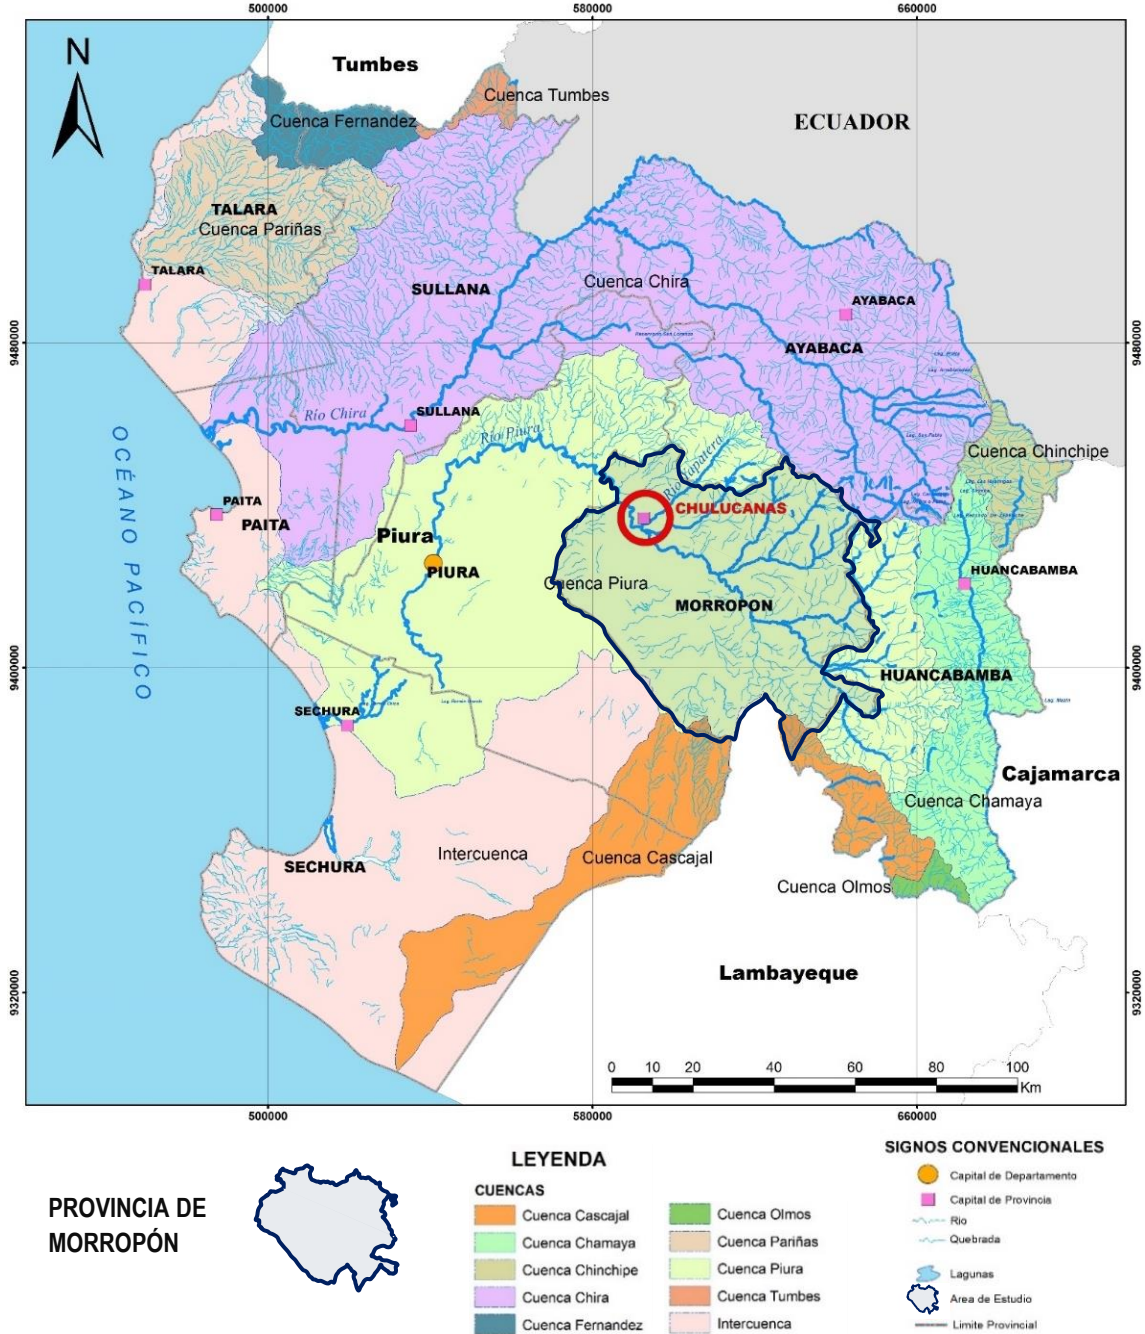 500000
580000
660000
N
Tumbes
Cuenca Tumbes
Cuenca Fernandez
ECUADOR
TALARA
Cuenca Pariñas
TALARA
Cuenca Chira
SULLANA
AYABACA
AYABACA
9480000
9480000
Río Chira
SULLANA
Río Piura
Río Yapatera
Cuenca Chinchipe
OCÉANO PACÍFICO
PAITA
PAITA
CHULUCANAS
Piura
PIURA
Cuenca Piura
HUANCABAMBA
MORROPON
9400000
9400000
HUANCABAMBA
SECHURA
Cajamarca
Cuenca Chamaya
Intercuenca
Cuenca Cascajal
SECHURA
Cuenca Olmos
Lambayeque
9320000
9320000
0 10 20 40 60 80 100
Km
500000
580000
660000
PROVINCIA DE
MORROPÓN
LEYENDA
CUENCAS
Cuenca Cascajal
Cuenca Chamaya
Cuenca Chinchipe
Cuenca Chira
Cuenca Fernandez
Cuenca Olmos
Cuenca Pariñas
Cuenca Piura
Cuenca Tumbes
Intercuenca
SIGNOS CONVENCIONALES
Capital de Departamento
Capital de Provincia
Rio
Quebrada
Lagunas
Area de Estudio
Limite Provincial